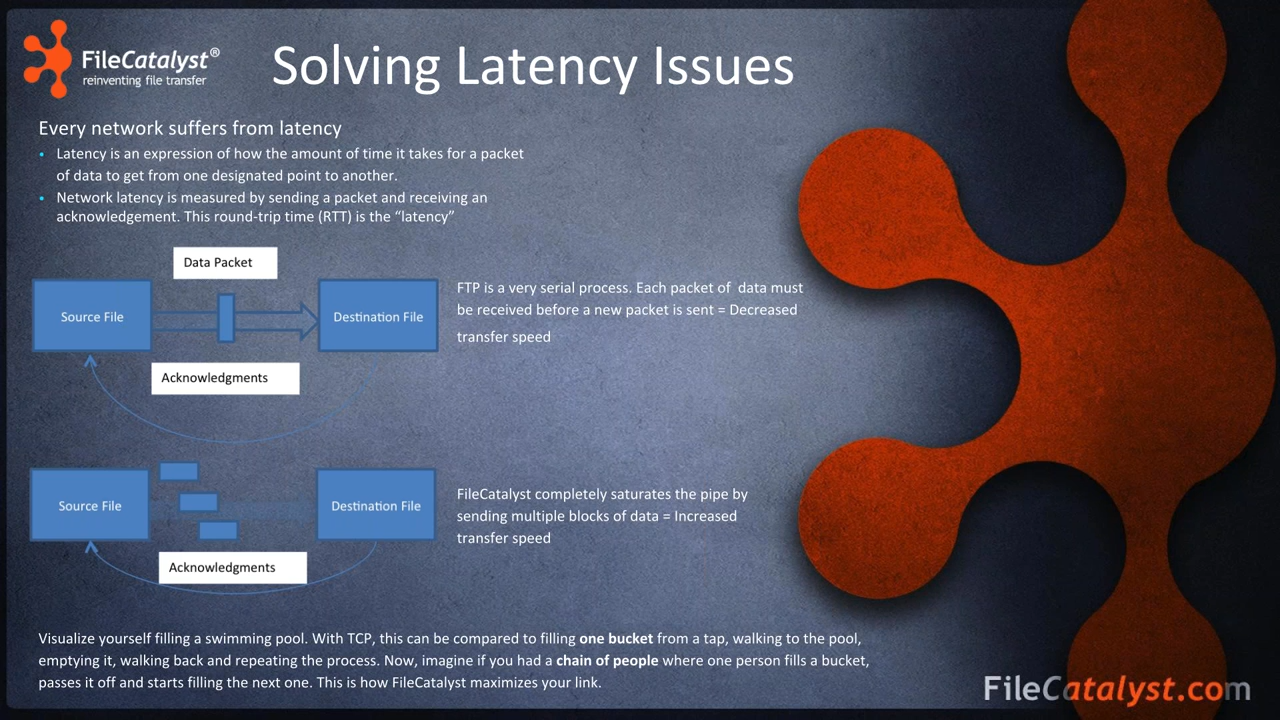 FileCatalyst®
reinventing file transfer
Solving Latency Issues
Every network suffers from latency
• Latency is an expression of how the amount of time it takes for a packet
of data to get from one designated point to another.
• Network latency is measured by sending a packet and receiving an
acknowledgement. This round-trip time (RTT) is the “latency”
Data Packet
Source File
Destination File
Acknowledgments
FTP is a very serial process. Each packet of data must
be received before a new packet is sent = Decreased
transfer speed
Source File
Destination File
Acknowledgments
FileCatalyst completely saturates the pipe by
sending multiple blocks of data = Increased
transfer speed
Visualize yourself filling a swimming pool. With TCP, this can be compared to filling one bucket from a tap, walking to the pool,
emptying it, walking back and repeating the process. Now, imagine if you had a chain of people where one person fills a bucket,
passes it off and starts filling the next one. This is how FileCatalyst maximizes your link.
FileCatalyst.com